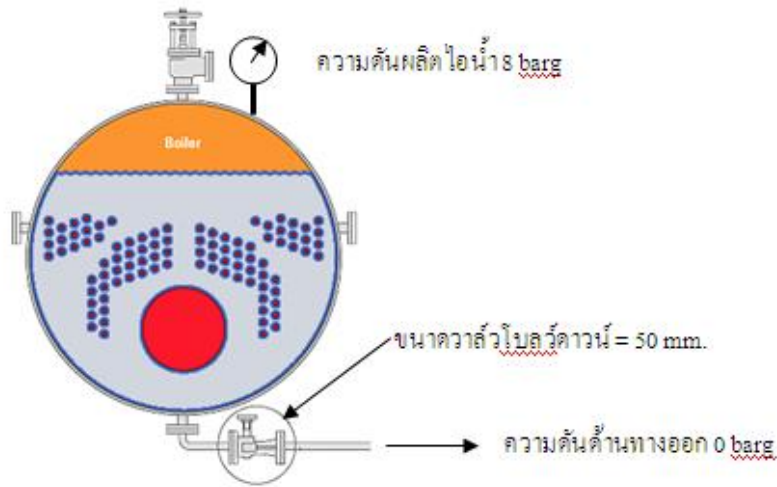 ความดันผลิตไอน้ำ 8 barg
Boiler
ขนาดวาล์วโบลว์ดาวน์ = 50 mm.
ความดันด้านทางออก 0 barg